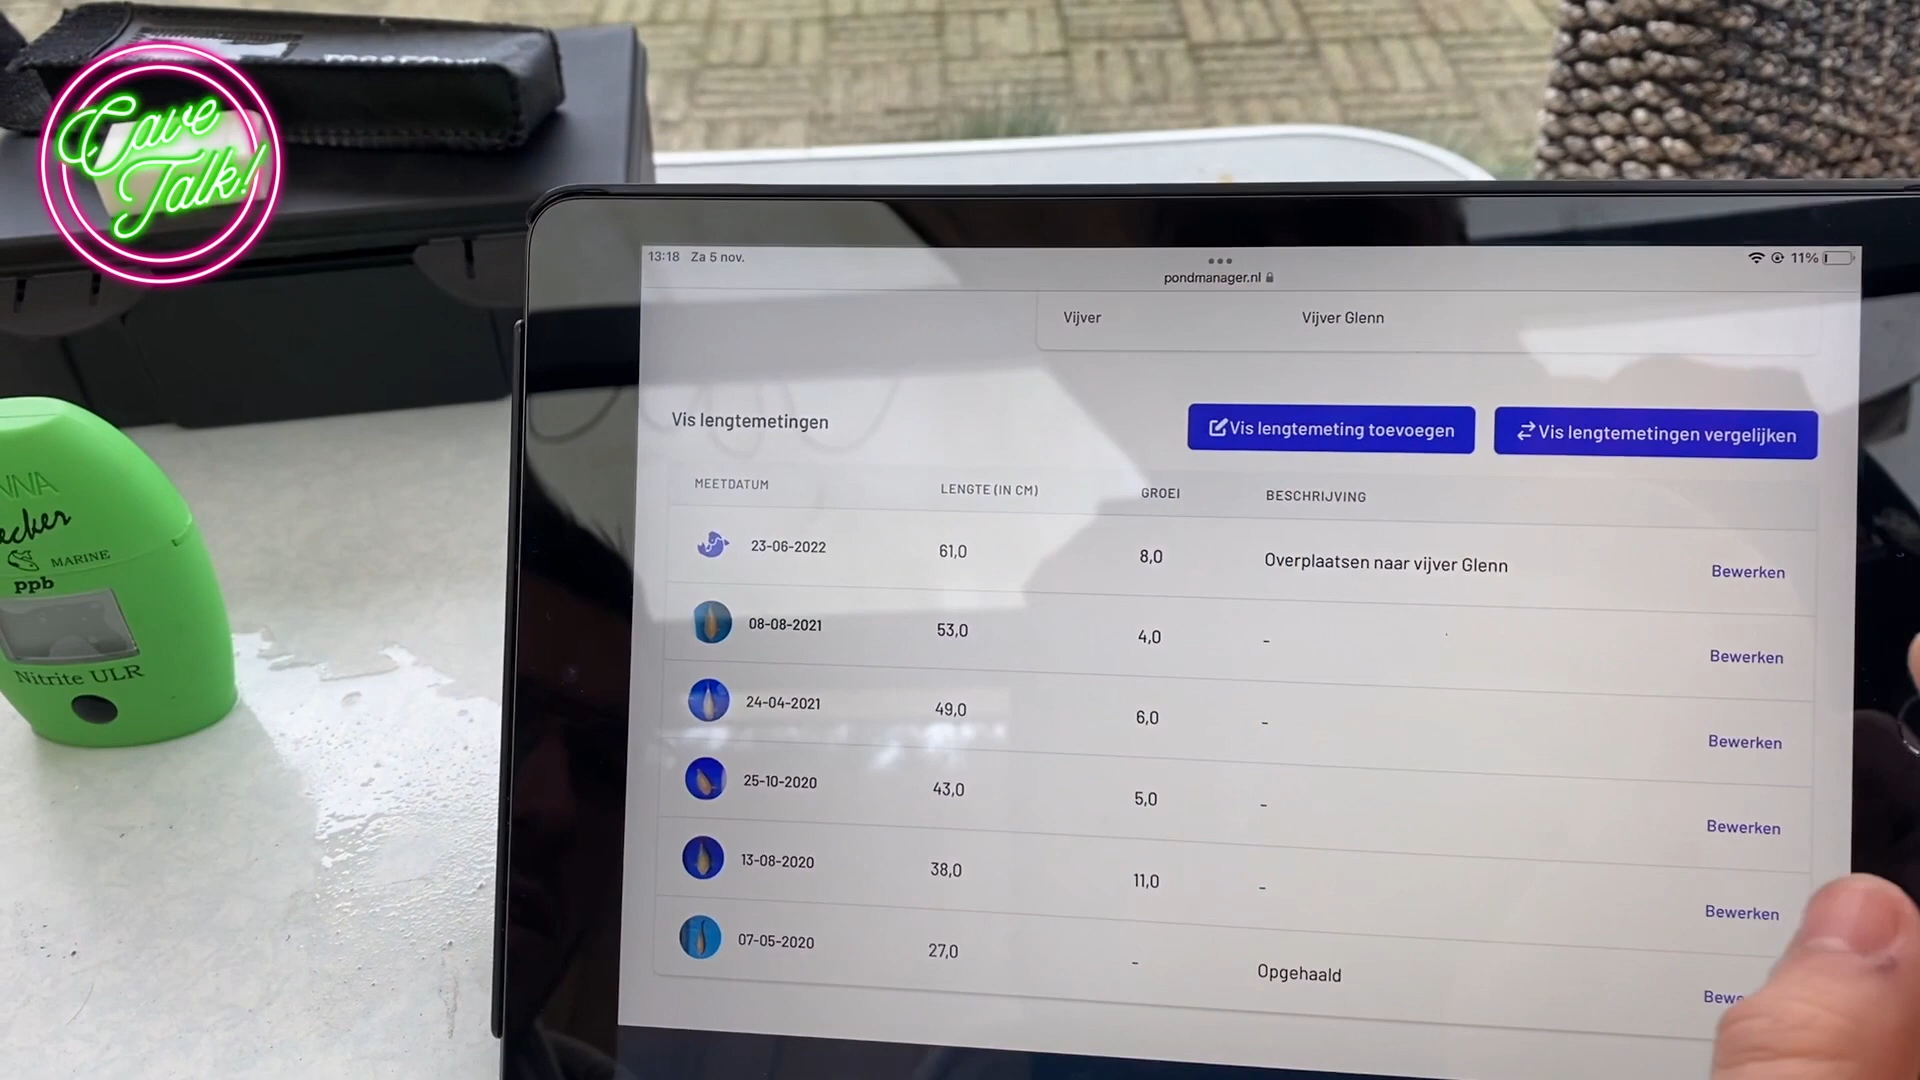 Cave
Talk!
13:18 Za 5 nov.
pondmanager.nl
11%
Vijver Vijver Glenn
Vis lengtemetingen
Vis lengtemeting toevoegen
Vis lengtemetingen vergelijken
MEETDATUM LENGTE (IN CM) GROEI BESCHRIJVING
23-06-2022 61,0 8,0 Overplaatsen naar vijver Glenn Bewerken
08-08-2021 53,0 4,0 - Bewerken
24-04-2021 49,0 6,0 - Bewerken
25-10-2020 43,0 5,0 - Bewerken
13-08-2020 38,0 11,0 - Bewerken
07-05-2020 27,0 - Opgehaald
MARINE
ppb
Nitrite ULR